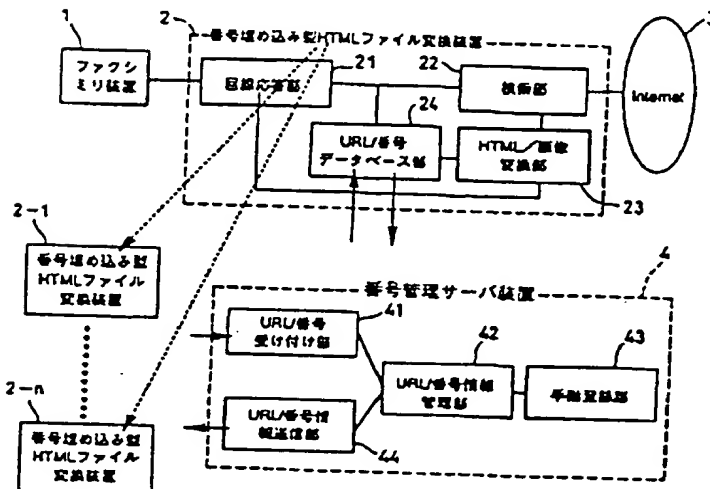 1
2
番号埋め込み型HTMLファイル変換装置
3
ファクシ
ミリ装置
21
回線応答部
22
検索部
Internet
24
URL/番号
データベース部
HTML/画像
変換部
23
2-1
番号埋め込み型
HTMLファイル
変換装置
4
番号管理サーバ装置
41
URL/番号
受け付け部
42
URL/番号情報
管理部
43
2-n
番号埋め込み型
HTMLファイル
変換装置
URL/番号情
報送信部
44